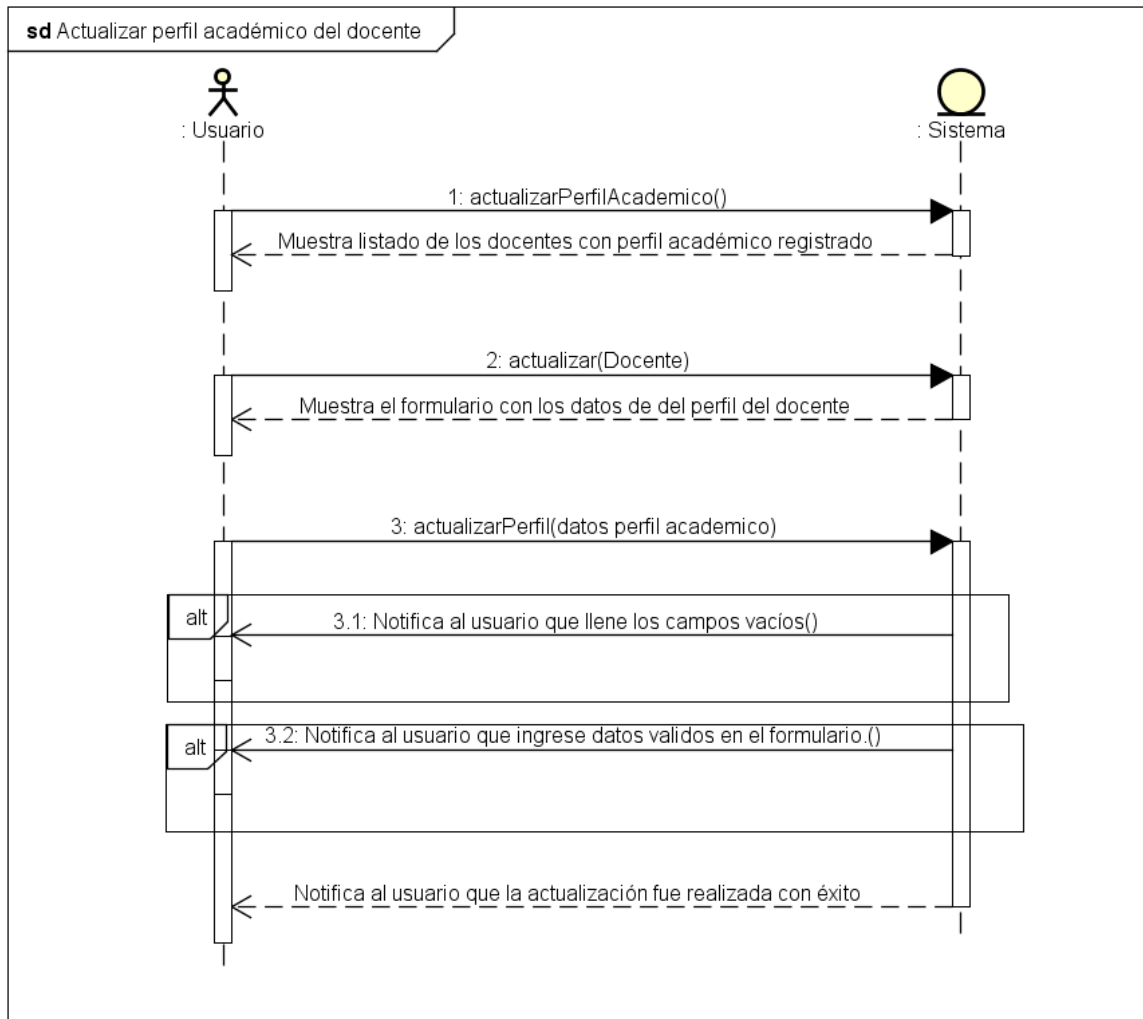 sd Actualizar perfil académico del docente
: Usuario
: Sistema
1: actualizarPerfilAcademico()
Muestra listado de los docentes con perfil académico registrado
2: actualizar(Docente)
Muestra el formulario con los datos de del perfil del docente
3: actualizarPerfil(datos perfil academico)
alt
3.1: Notifica al usuario que llene los campos vacíos()
alt
3.2: Notifica al usuario que ingrese datos validos en el formulario.()
Notifica al usuario que la actualización fue realizada con éxito